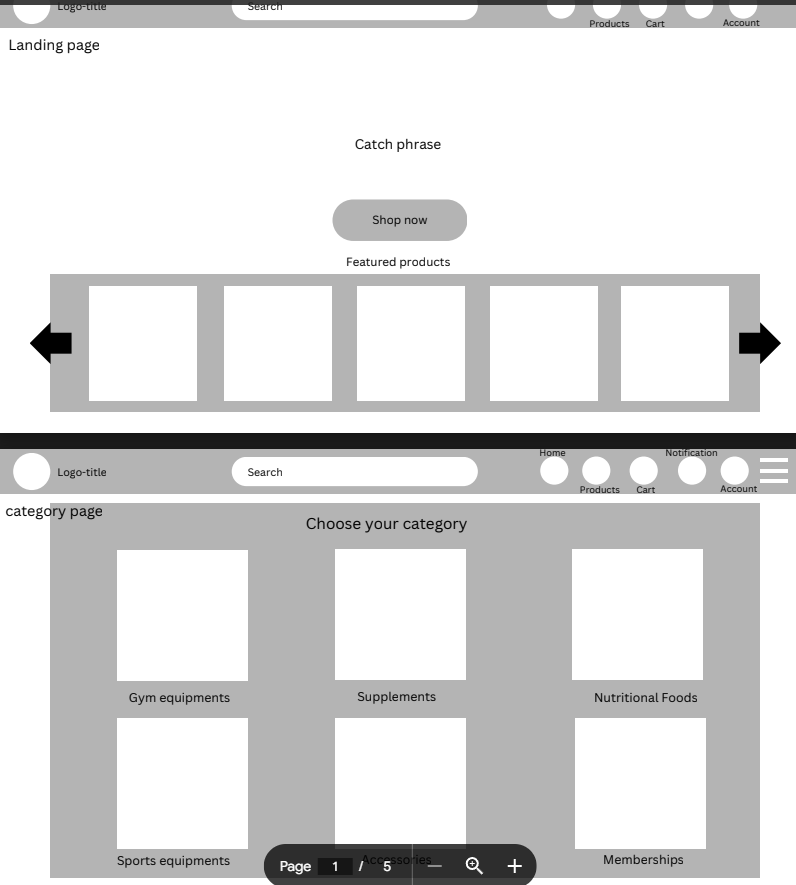 Logo-title
Search
Products
Cart
Account
Landing page
Catch phrase
Shop now
Featured products
Home
Notification
Logo-title
Search
Products
Cart
Account
category page
Choose your category
Gym equipments
Supplements
Nutritional Foods
Sports equipments
Accessories
Memberships
Page 1 / 5